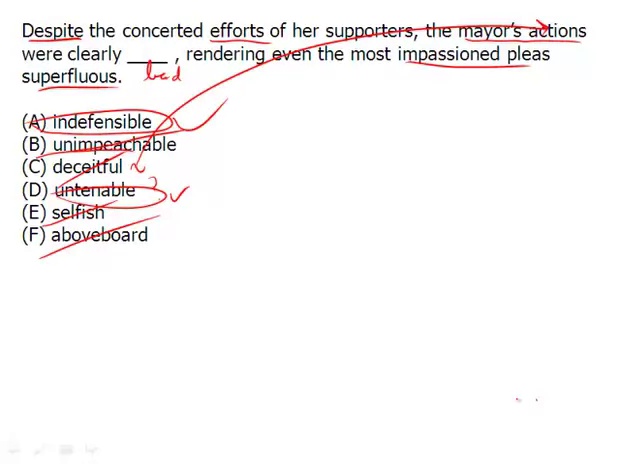 Despite the concerted efforts of her supporters, the mayor's actions
were clearly ____ , rendering even the most impassioned pleas
bad
superfluous.
(A) indefensible
(B) unimpeachable
(C) deceitful
(D) untenable
(E) selfish
(F) aboveboard